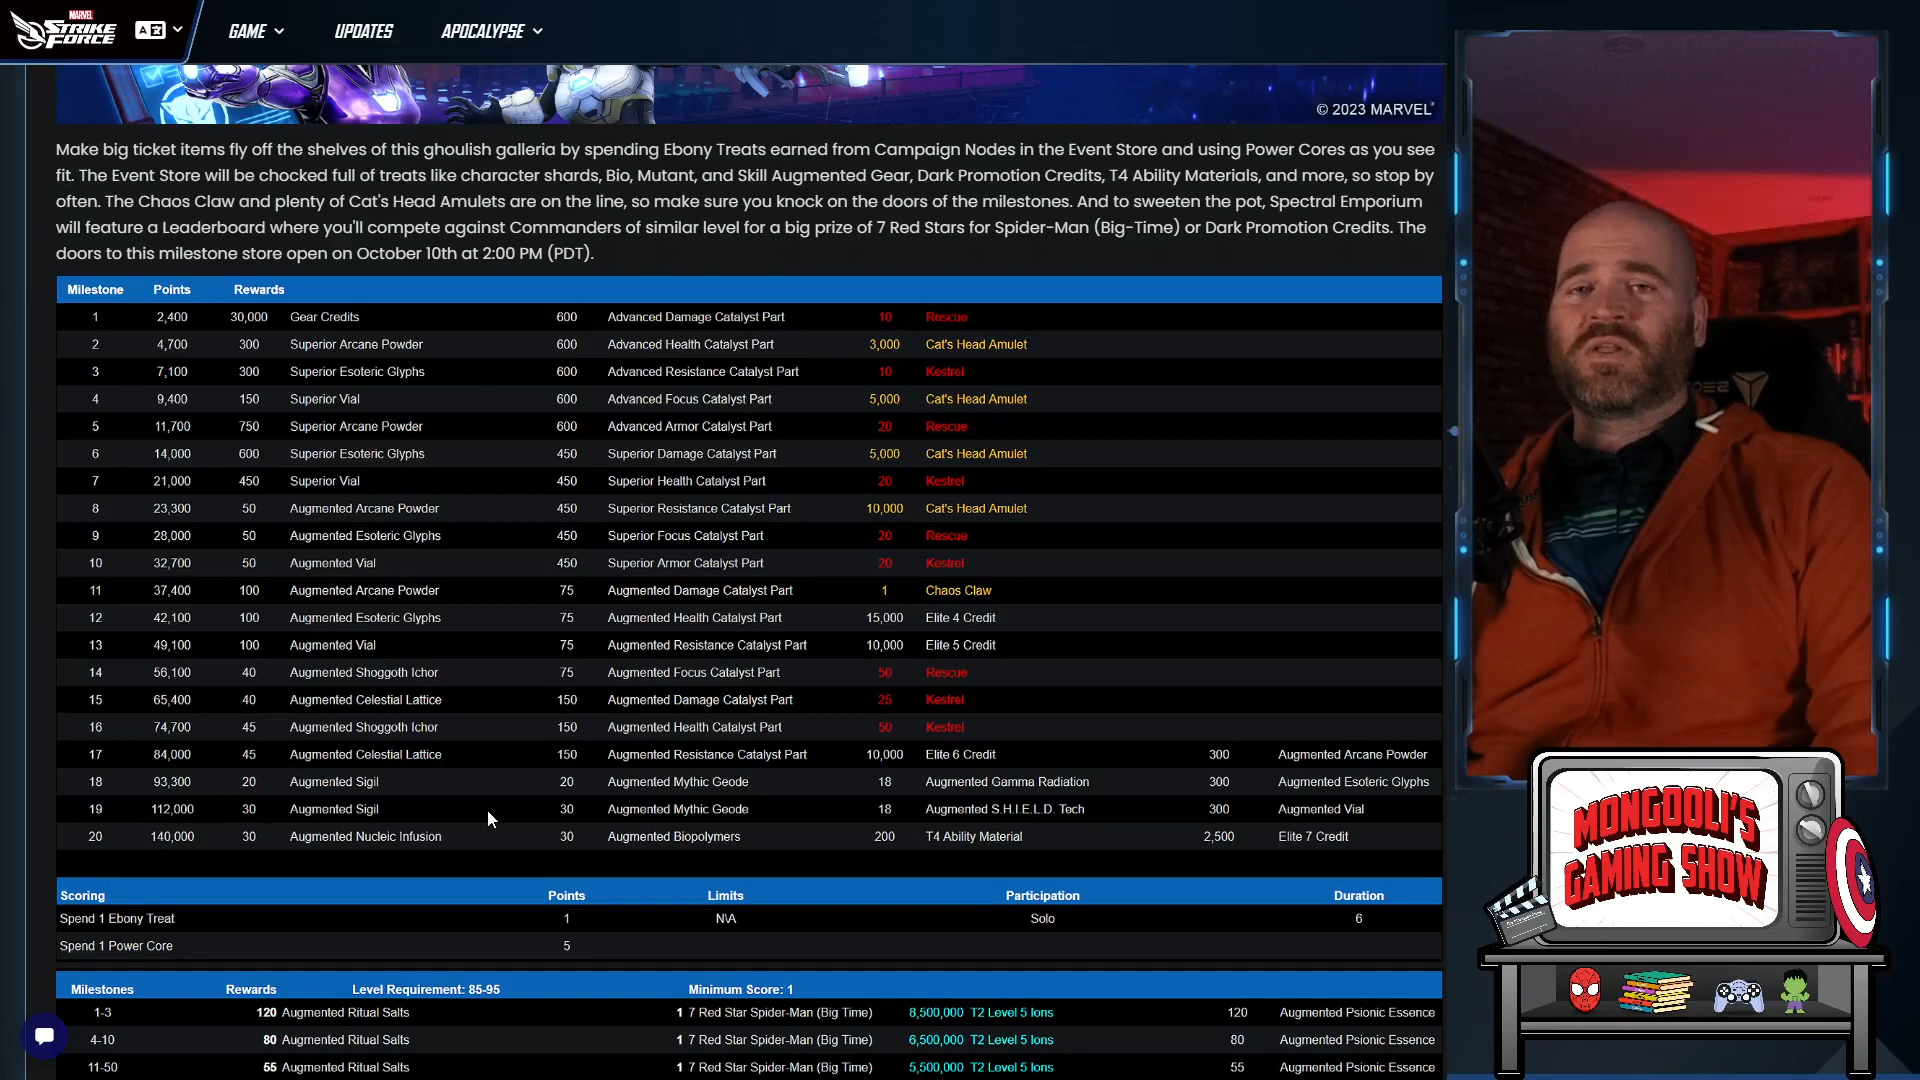 MARVEL
STRIKE
FORCE
GAME
UPDATES
APOCALYPSE
© 2023 MARVEL
Make big ticket items fly off the shelves of this ghoulish galleria by spending Ebony Treats earned from Campaign Nodes in the Event Store and using Power Cores as you see
fit. The Event Store will be chocked full of treats like character shards, Bio, Mutant, and Skill Augmented Gear, Dark Promotion Credits, T4 Ability Materials, and more, so stop by
often. The Chaos Claw and plenty of Cat's Head Amulets are on the line, so make sure you knock on the doors of the milestones. And to sweeten the pot, Spectral Emporium
will feature a Leaderboard where you'll compete against Commanders of similar level for a big prize of 7 Red Stars for Spider-Man (Big-Time) or Dark Promotion Credits. The
doors to this milestone store open on October 10th at 2:00 PM (PDT).
Milestone Points Rewards
1 2,400 30,000 Gear Credits 600 Advanced Damage Catalyst Part 10 Rescue
2 4,700 300 Superior Arcane Powder 600 Advanced Health Catalyst Part 3,000 Cat's Head Amulet
3 7,100 300 Superior Esoteric Glyphs 600 Advanced Resistance Catalyst Part 10 Kestrel
4 9,400 150 Superior Vial 600 Advanced Focus Catalyst Part 5,000 Cat's Head Amulet
5 11,700 750 Superior Arcane Powder 600 Advanced Armor Catalyst Part 20 Rescue
6 14,000 600 Superior Esoteric Glyphs 450 Superior Damage Catalyst Part 5,000 Cat's Head Amulet
7 21,000 450 Superior Vial 450 Superior Health Catalyst Part 20 Kestrel
8 23,300 50 Augmented Arcane Powder 450 Superior Resistance Catalyst Part 10,000 Cat's Head Amulet
9 28,000 50 Augmented Esoteric Glyphs 450 Superior Focus Catalyst Part 20 Rescue
10 32,700 50 Augmented Vial 450 Superior Armor Catalyst Part 20 Kestrel
11 37,400 100 Augmented Arcane Powder 75 Augmented Damage Catalyst Part 1 Chaos Claw
12 42,100 100 Augmented Esoteric Glyphs 75 Augmented Health Catalyst Part 15,000 Elite 4 Credit
13 49,100 100 Augmented Vial 75 Augmented Resistance Catalyst Part 10,000 Elite 5 Credit
14 56,100 40 Augmented Shoggoth Ichor 75 Augmented Focus Catalyst Part 50 Rescue
15 65,400 40 Augmented Celestial Lattice 150 Augmented Damage Catalyst Part 25 Kestrel
16 74,700 45 Augmented Shoggoth Ichor 150 Augmented Health Catalyst Part 50 Kestrel
17 84,000 45 Augmented Celestial Lattice 150 Augmented Resistance Catalyst Part 10,000 Elite 6 Credit 300 Augmented Arcane Powder
18 93,300 20 Augmented Sigil 20 Augmented Mythic Geode 18 Augmented Gamma Radiation 300 Augmented Esoteric Glyphs
19 112,000 30 Augmented Sigil 30 Augmented Mythic Geode 18 Augmented S.H.I.E.L.D. Tech 300 Augmented Vial
20 140,000 30 Augmented Nucleic Infusion 30 Augmented Biopolymers 200 T4 Ability Material 2,500 Elite 7 Credit
Scoring Points Limits Participation Duration
Spend 1 Ebony Treat 1 N\A Solo 6
Spend 1 Power Core 5
Milestones Rewards Level Requirement: 85-95 Minimum Score: 1
1-3 120 Augmented Ritual Salts 1 7 Red Star Spider-Man (Big Time) 8,500,000 T2 Level 5 Ions 120 Augmented Psionic Essence
4-10 80 Augmented Ritual Salts 1 7 Red Star Spider-Man (Big Time) 6,500,000 T2 Level 5 Ions 80 Augmented Psionic Essence
11-50 55 Augmented Ritual Salts 1 7 Red Star Spider-Man (Big Time) 5,500,000 T2 Level 5 Ions 55 Augmented Psionic Essence
MONGOOLI'S
GAMING SHOW